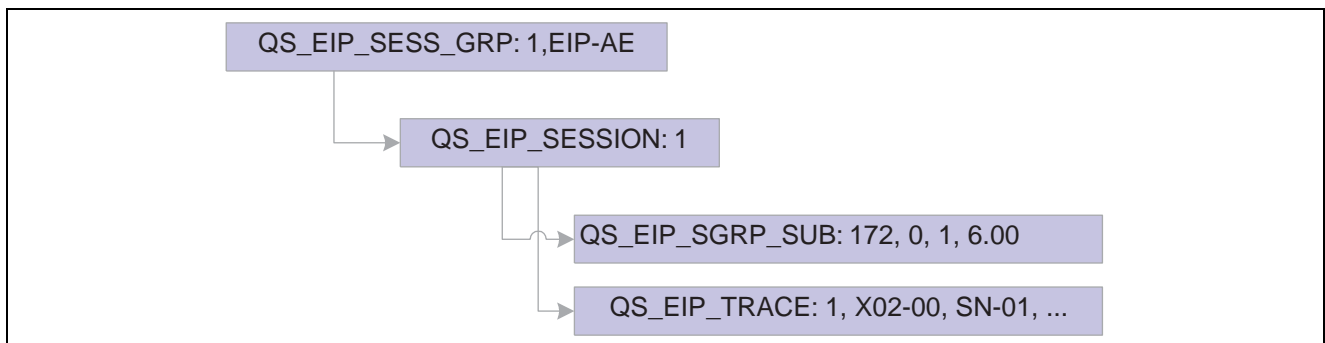 QS_EIP_SESS_GRP: 1,EIP-AE
QS_EIP_SESSION: 1
QS_EIP_SGRP_SUB: 172, 0, 1, 6.00
QS_EIP_TRACE: 1, X02-00, SN-01, ...